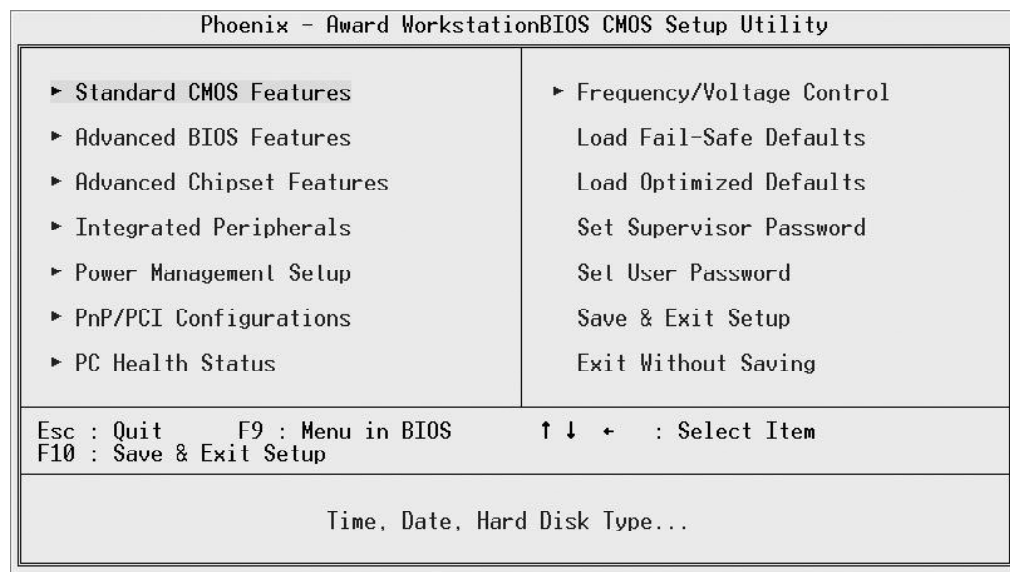 Phoenix - Award WorkstationBIOS CMOS Setup Utility
► Standard CMOS Features
► Advanced BIOS Features
► Advanced Chipset Features
► Integrated Peripherals
► Power Management Setup
► PnP/PCI Configurations
► PC Health Status
► Frequency/Voltage Control
Load Fail-Safe Defaults
Load Optimized Defaults
Set Supervisor Password
Set User Password
Save & Exit Setup
Exit Without Saving
Esc : Quit F9 : Menu in BIOS ↑ ↓ ← : Select Item
F10 : Save & Exit Setup
Time, Date, Hard Disk Type...